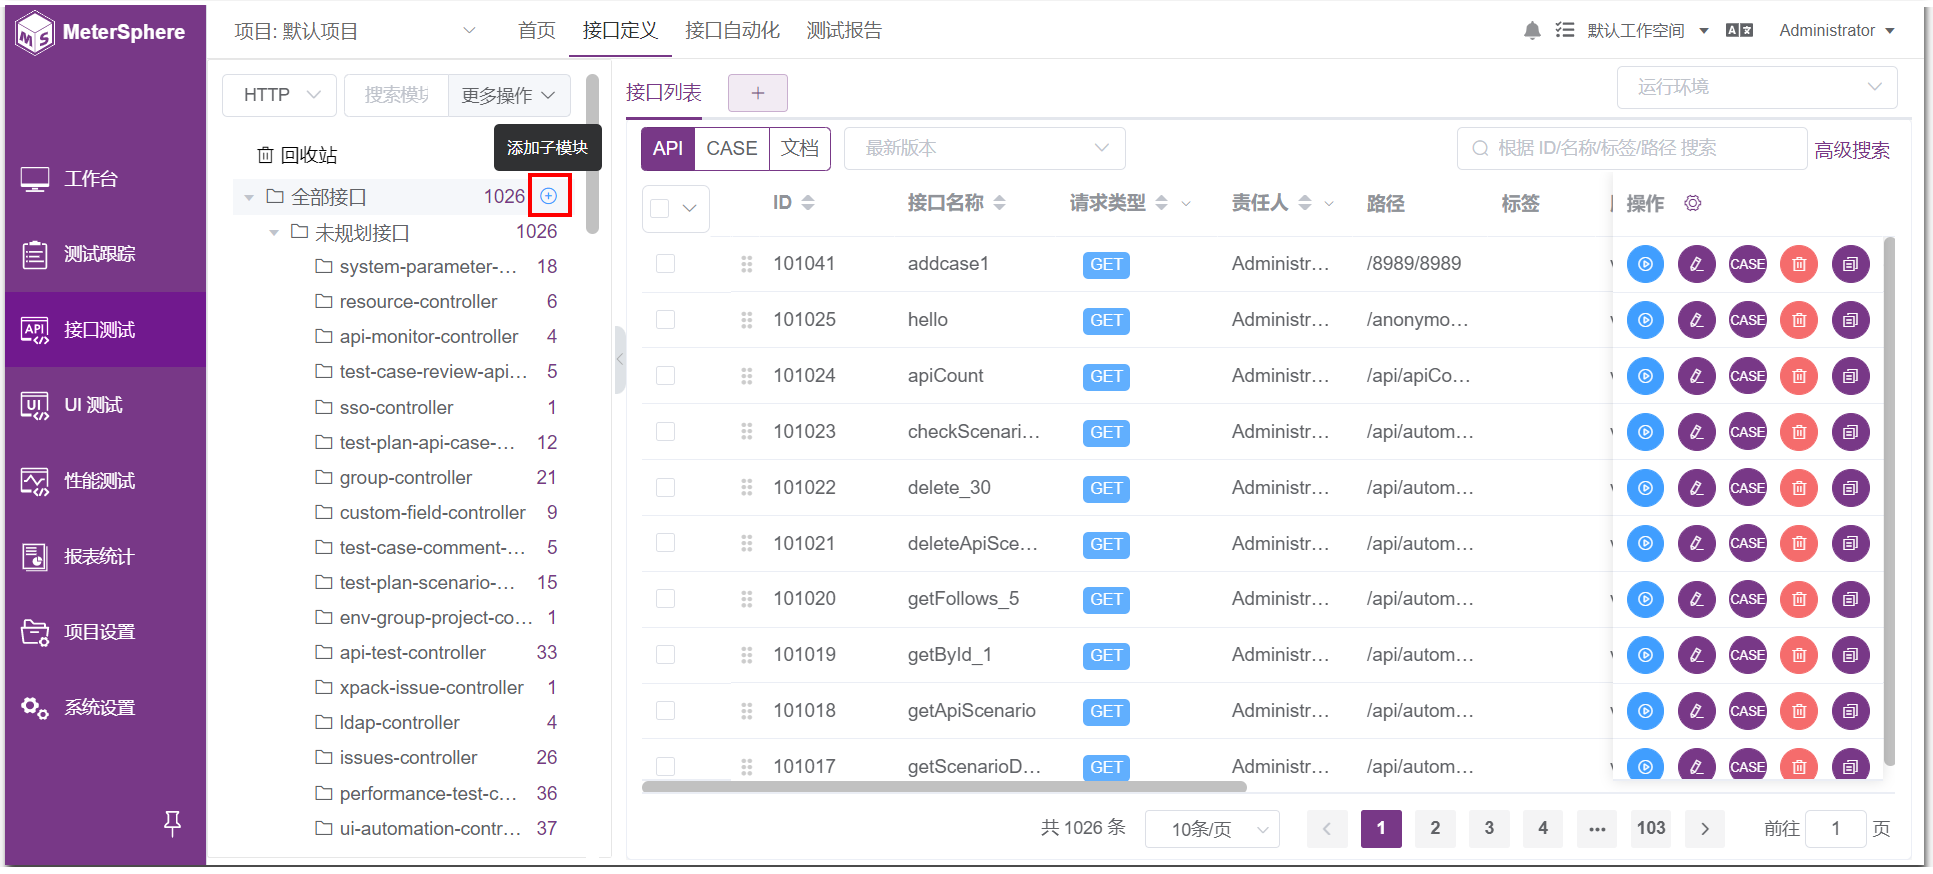 MeterSphere
项目: 默认项目
首页
接口定义
接口自动化
测试报告
默认工作空间
Administrator
工作台
测试跟踪
接口测试
UI 测试
性能测试
报表统计
项目设置
系统设置
HTTP
搜索模块
更多操作
添加子模块
回收站
全部接口 1026
未规划接口 1026
system-parameter-... 18
resource-controller 6
api-monitor-controller 4
test-case-review-api... 5
sso-controller 1
test-plan-api-case-... 12
group-controller 21
custom-field-controller 9
test-case-comment-... 5
test-plan-scenario-... 15
env-group-project-co... 1
api-test-controller 33
xpack-issue-controller 1
ldap-controller 4
issues-controller 26
performance-test-c... 36
ui-automation-contr... 37
接口列表 +
运行环境
API CASE 文档
最新版本
根据 ID/名称/标签/路径 搜索
高级搜索
ID 接口名称 请求类型 责任人 路径 标签 操作
101041 addcase1 GET Administr... /8989/8989 CASE
101025 hello GET Administr... /anonymo... CASE
101024 apiCount GET Administr... /api/apiCo... CASE
101023 checkScenari... GET Administr... /api/autom... CASE
101022 delete_30 GET Administr... /api/autom... CASE
101021 deleteApiSce... GET Administr... /api/autom... CASE
101020 getFollows_5 GET Administr... /api/autom... CASE
101019 getById_1 GET Administr... /api/autom... CASE
101018 getApiScenario GET Administr... /api/autom... CASE
101017 getScenarioD... GET Administr... /api/autom... CASE
共 1026 条 10条/页 < 1 2 3 4 ... 103 > 前往 1 页